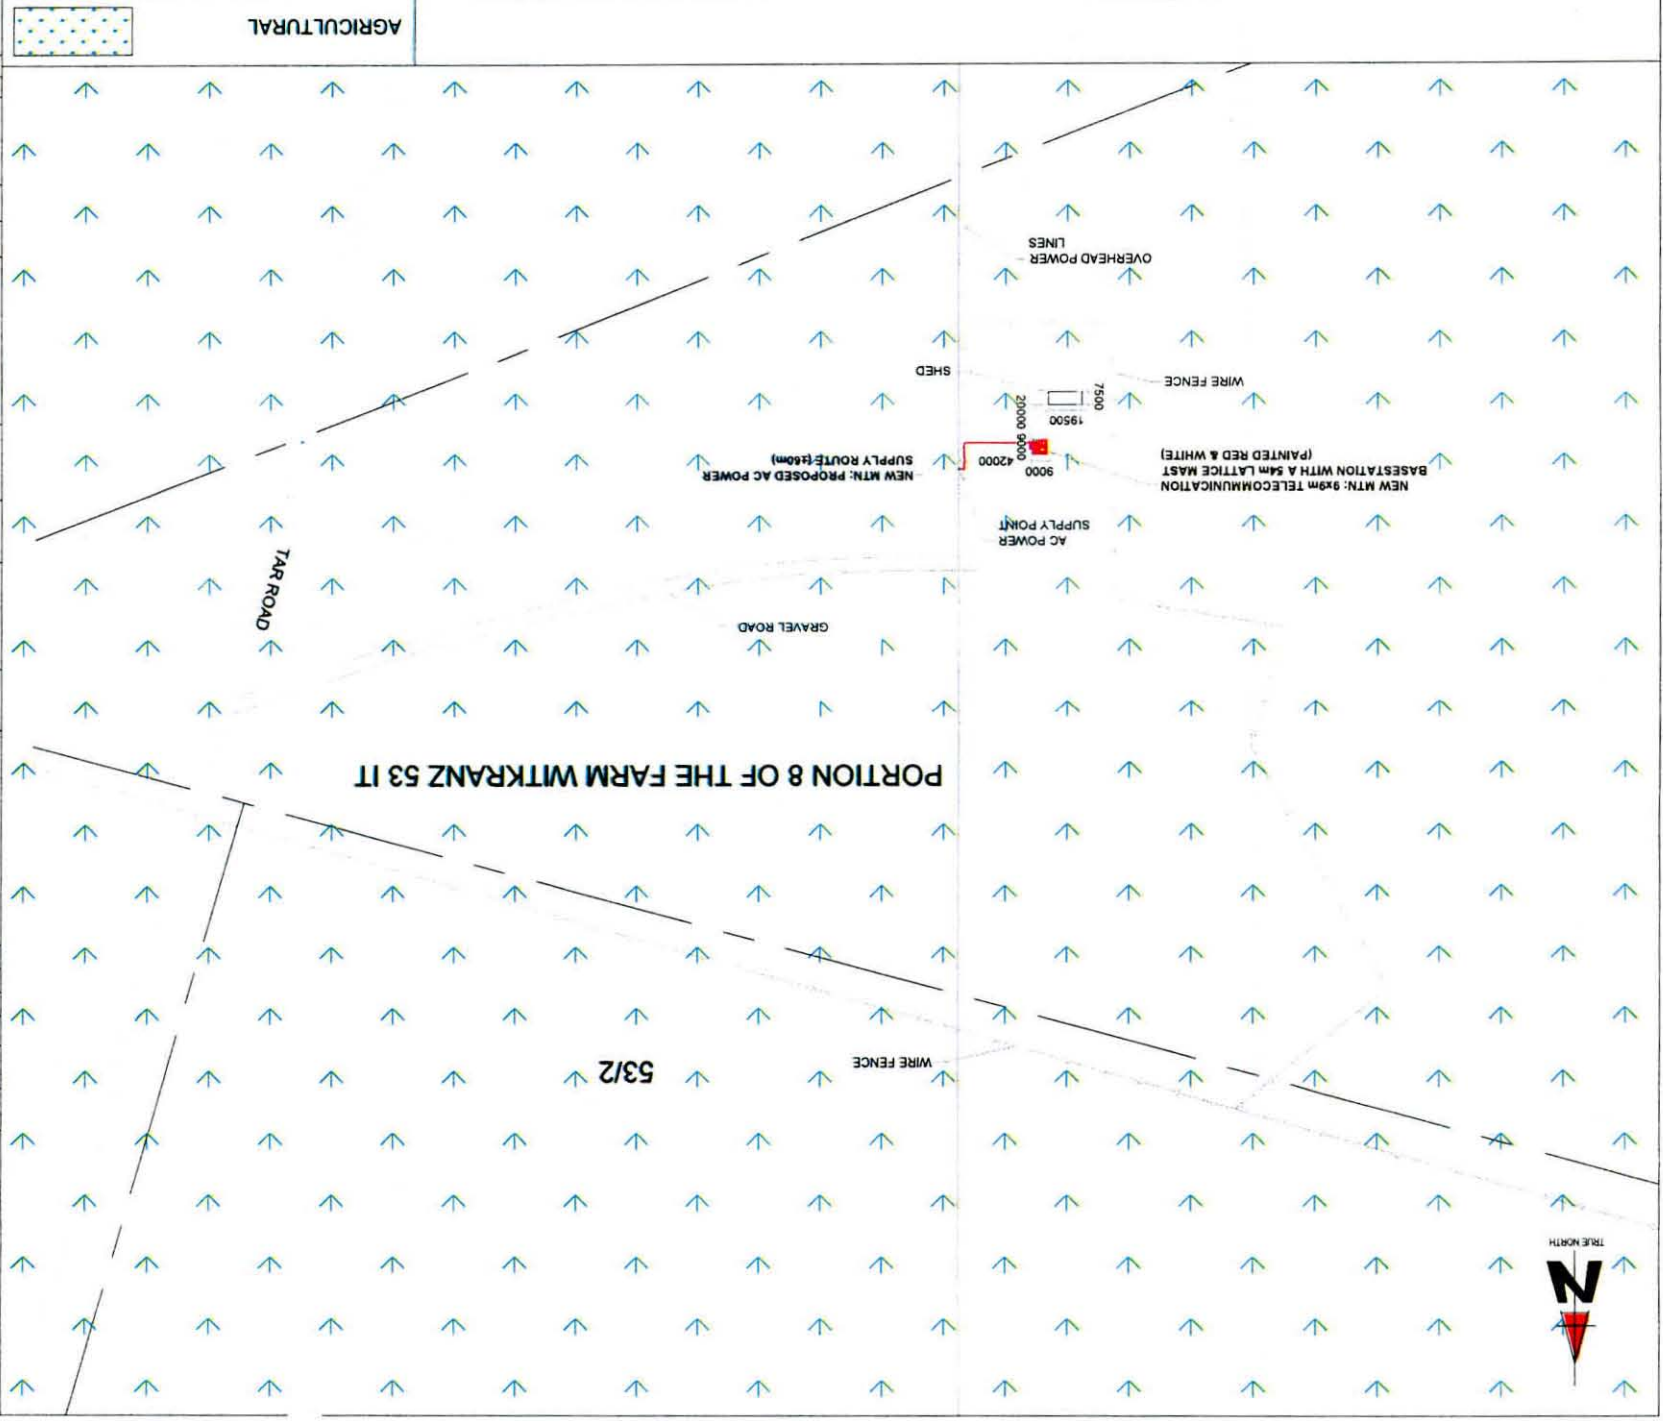 TRUE NORTH
N
WIRE FENCE
53/2
PORTION 8 OF THE FARM WITKRANZ 53 IT
GRAVEL ROAD
TAR ROAD
AC POWER
SUPPLY POINT
NEW MTN: 9x9m TELECOMMUNICATION
BASESTATION WITH A 54m LATTICE MAST
(PAINTED RED & WHITE)
9000
42000
20000 9000
NEW MTN: PROPOSED AC POWER
SUPPLY ROUTE (±60m)
19500
7500
WIRE FENCE
SHED
OVERHEAD POWER
LINES
AGRICULTURAL